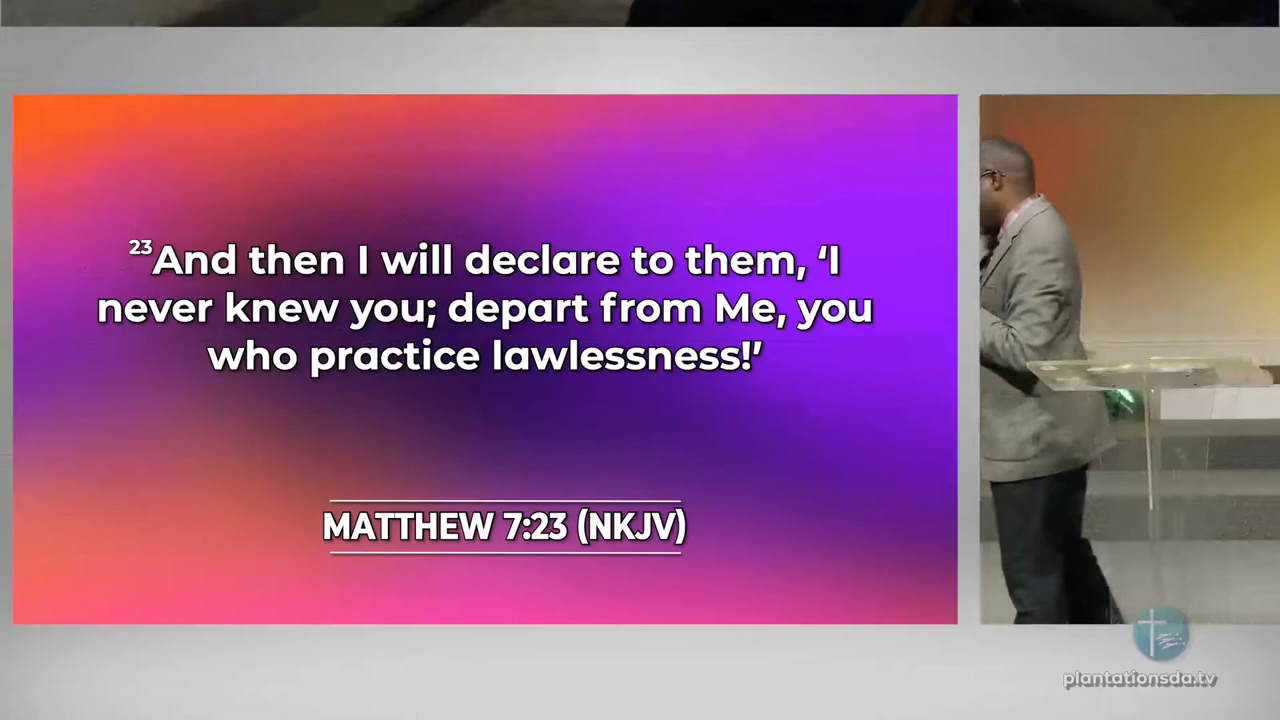 ²³And then I will declare to them, ‘I
never knew you; depart from Me, you
who practice lawlessness!’
MATTHEW 7:23 (NKJV)
plantationsda.tv